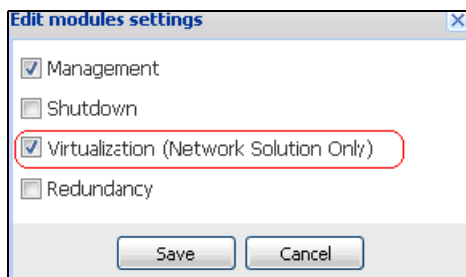 Edit modules settings
Management
Shutdown
Virtualization (Network Solution Only)
Redundancy
Save Cancel